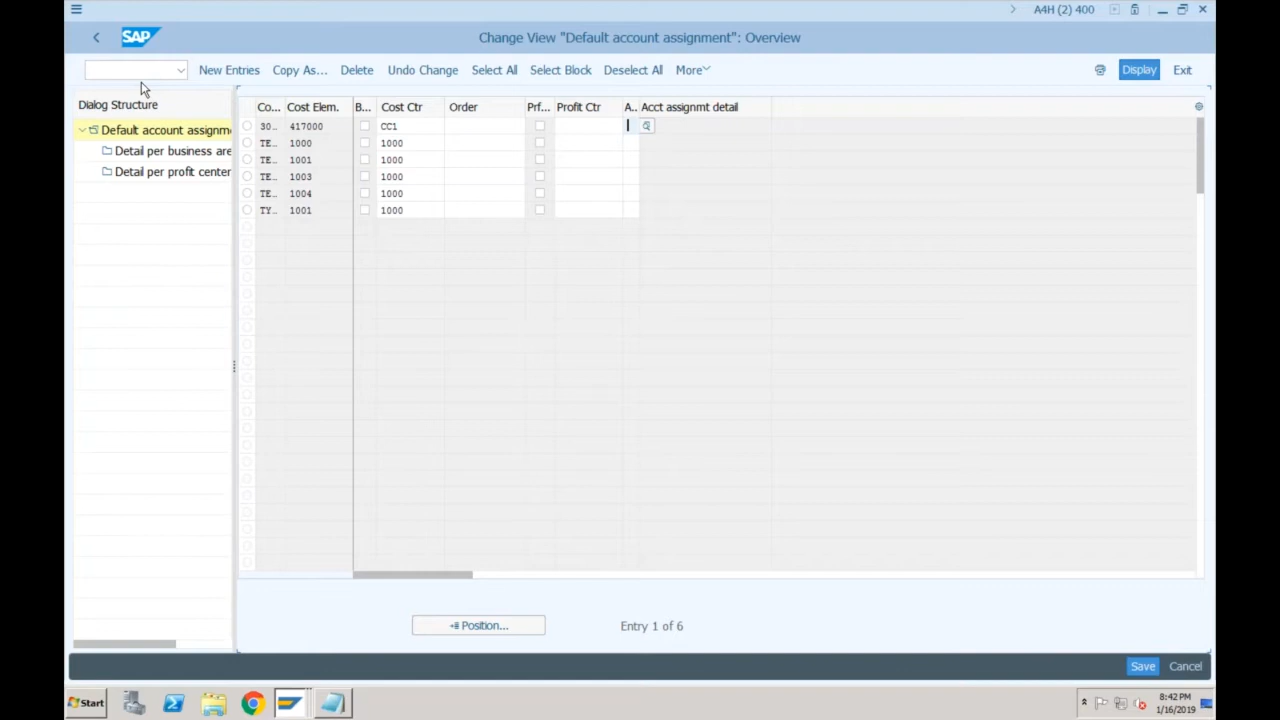 A4H (2) 400
SAP
Change View "Default account assignment": Overview
New Entries Copy As... Delete Undo Change Select All Select Block Deselect All More Display Exit
Dialog Structure
Default account assignm
Detail per business are
Detail per profit center
Co... Cost Elem. B... Cost Ctr Order Prf... Profit Ctr A.. Acct assignmt detail
30.. 417000 CC1
TE.. 1000 1000
TE.. 1001 1000
TE.. 1003 1000
TE.. 1004 1000
TY.. 1001 1000
Position... Entry 1 of 6
Save Cancel
Start
8:42 PM
1/16/2019